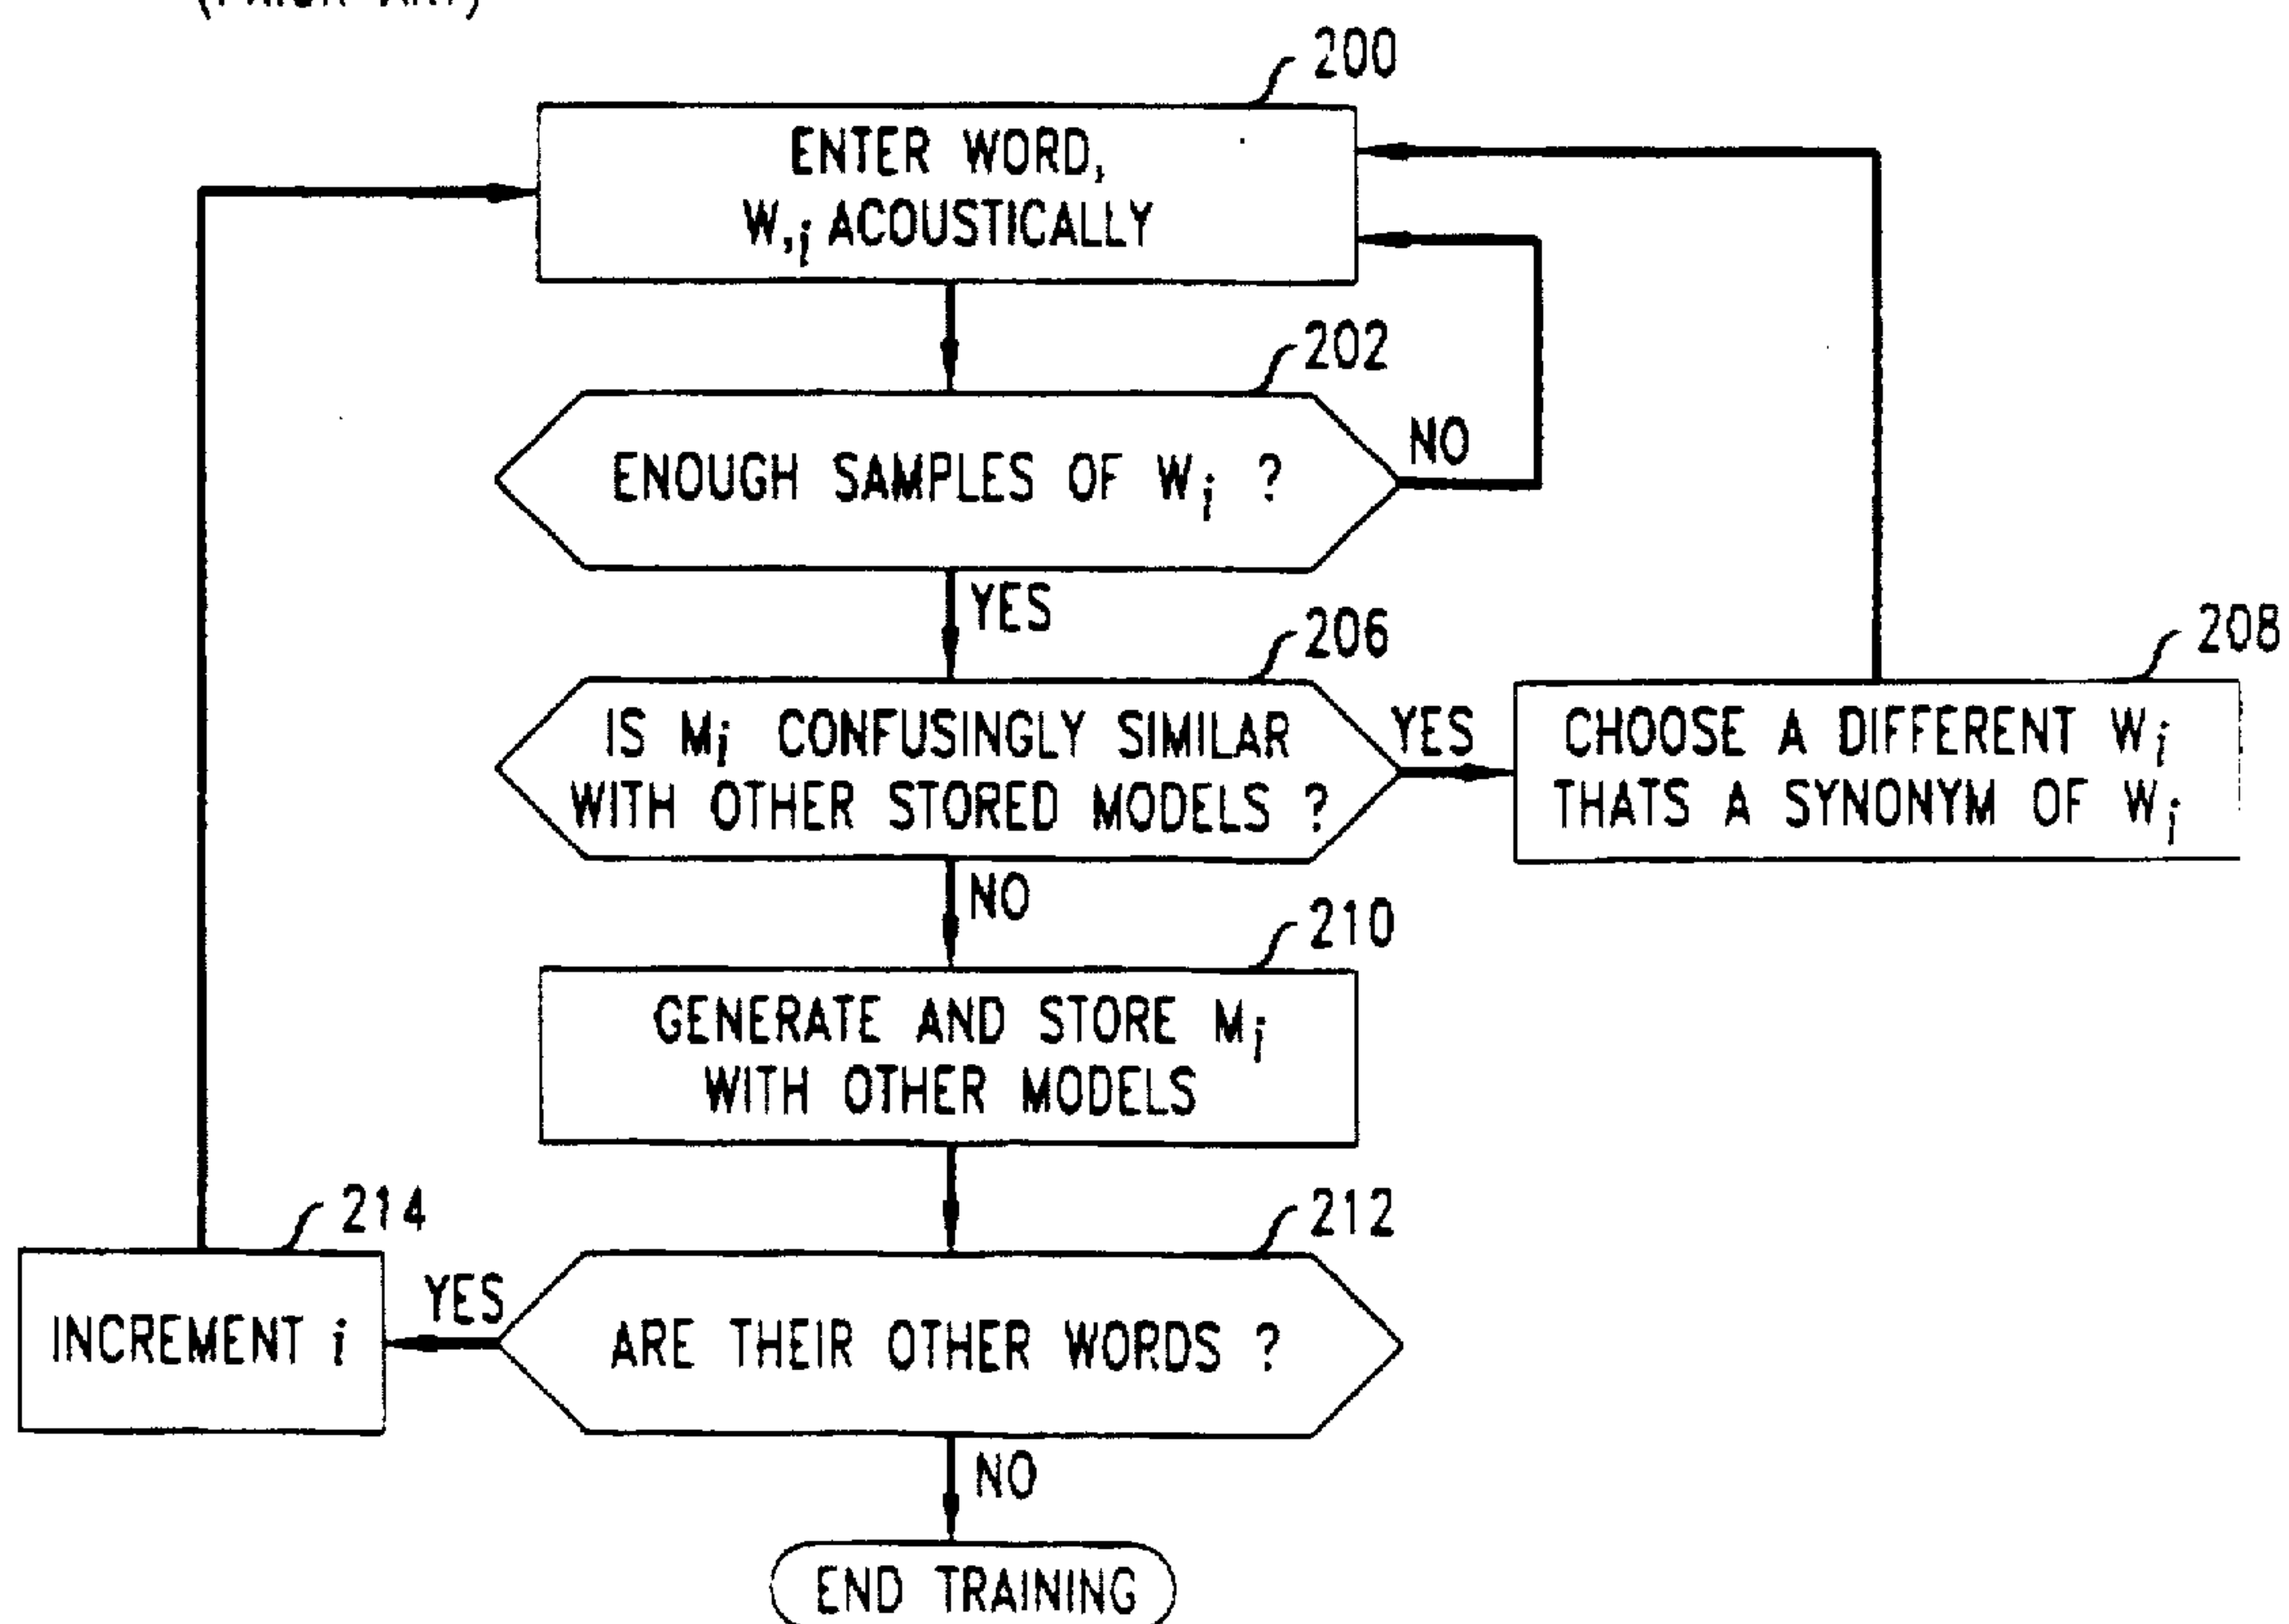 (PRIOR ART)
200
ENTER WORD,
W,i ACOUSTICALLY
202
ENOUGH SAMPLES OF Wi ?
NO
YES
206
IS Mi CONFUSINGLY SIMILAR
WITH OTHER STORED MODELS ?
YES
208
CHOOSE A DIFFERENT Wi
THATS A SYNONYM OF Wi
NO
210
GENERATE AND STORE Mi
WITH OTHER MODELS
212
ARE THEIR OTHER WORDS ?
YES
214
INCREMENT i
NO
END TRAINING